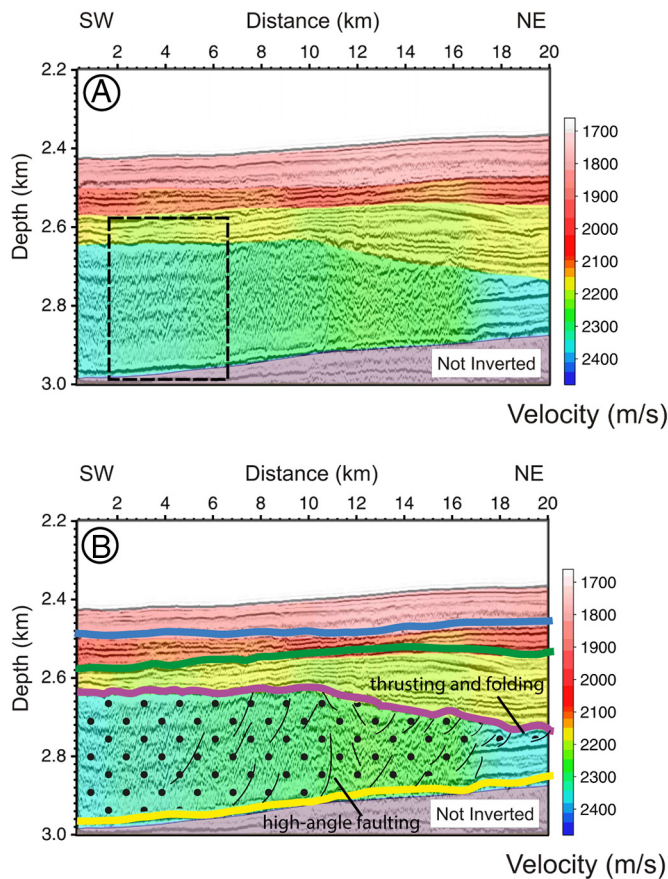 SW Distance (km) NE
2 4 6 8 10 12 14 16 18 20
A
2.2
2.4
2.6
2.8
3.0
Depth (km)
Not Inverted
1700
1800
1900
2000
2100
2200
2300
2400
Velocity (m/s)
SW Distance (km) NE
2 4 6 8 10 12 14 16 18 20
B
2.2
2.4
2.6
2.8
3.0
Depth (km)
thrusting and folding
high-angle faulting
Not Inverted
1700
1800
1900
2000
2100
2200
2300
2400
Velocity (m/s)